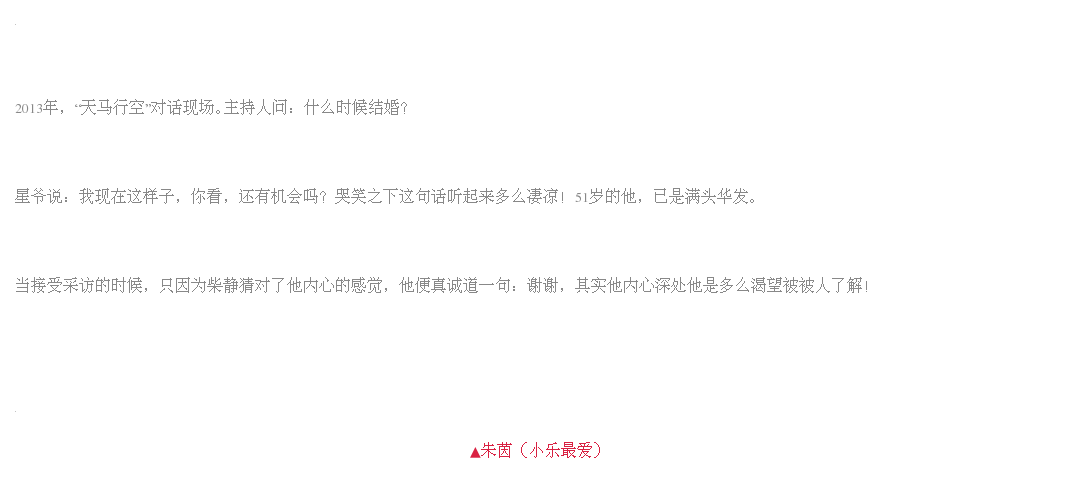 2013年，“天马行空”对话现场。主持人问：什么时候结婚？
星爷说：我现在这样子，你看，还有机会吗？哭笑之下这句话听起来多么凄凉！51岁的他，已是满头华发。
当接受采访的时候，只因为柴静猜对了他内心的感觉，他便真诚道一句：谢谢，其实他内心深处他是多么渴望被被人了解！
▲朱茵（小乐最爱）